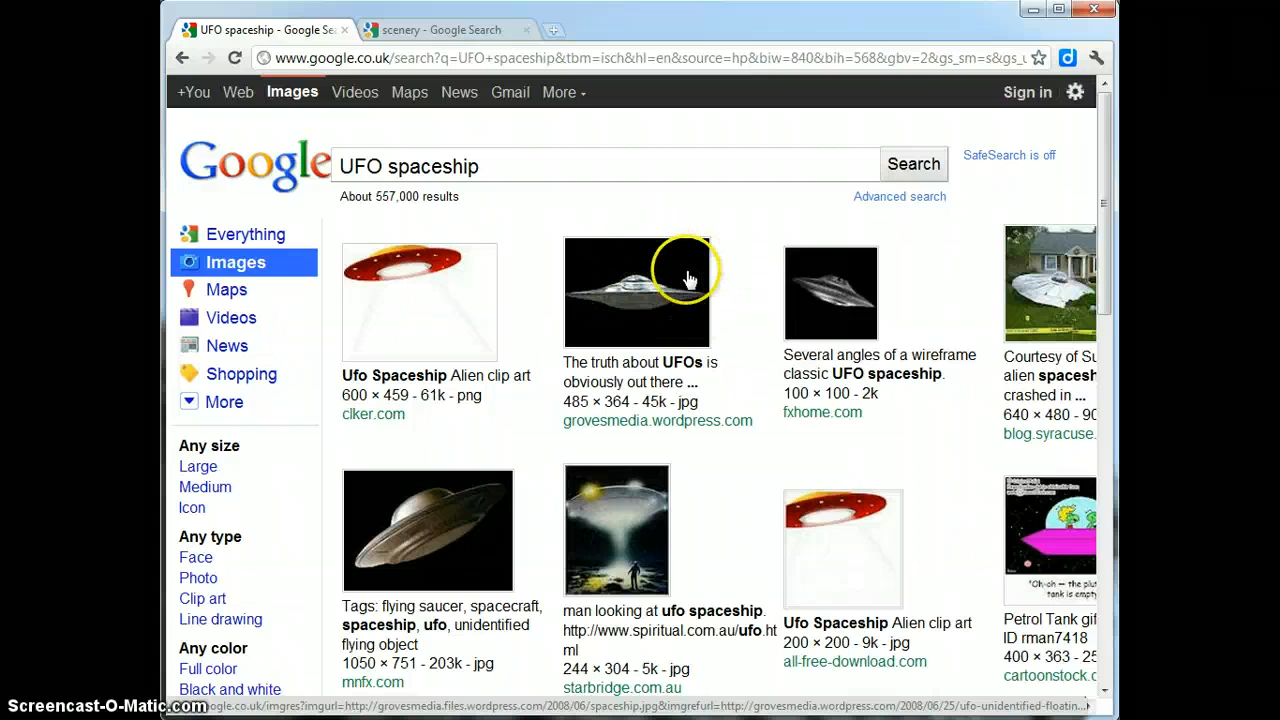 UFO spaceship - Google Sea
scenery - Google Search
www.google.co.uk/search?q=UFO+spaceship&tbm=isch&hl=en&source=hp&biw=840&bih=568&gbv=2&gs_sm=s&gs_u
+You Web Images Videos Maps News Gmail More
Sign in
Google
UFO spaceship
Search
SafeSearch is off
About 557,000 results
Advanced search
Everything
Images
Maps
Videos
News
Shopping
More
Any size
Large
Medium
Icon
Any type
Face
Photo
Clip art
Line drawing
Any color
Full color
Black and white
Ufo Spaceship Alien clip art
600 × 459 - 61k - png
clker.com
The truth about UFOs is
obviously out there ...
485 × 364 - 45k - jpg
grovesmedia.wordpress.com
Several angles of a wireframe
classic UFO spaceship.
100 × 100 - 2k
fxhome.com
Courtesy of Su
alien spacesh
crashed in ...
640 × 480 - 90
blog.syracuse.
Tags: flying saucer, spacecraft,
spaceship, ufo, unidentified
flying object
1050 × 751 - 203k - jpg
mnfx.com
man looking at ufo spaceship.
http://www.spiritual.com.au/ufo.ht
ml
244 × 304 - 5k - jpg
starbridge.com.au
Ufo Spaceship Alien clip art
200 × 200 - 9k - jpg
all-free-download.com
"Oh-oh – the plut
tank is empty
Petrol Tank gif
ID rman7418
400 × 363 - 25
cartoonstock.c
Screencast-O-Matic.com
google.co.uk/imgres?imgurl=http://grovesmedia.files.wordpress.com/2008/06/spaceship.jpg&imgrefurl=http://grovesmedia.wordpress.com/2008/06/25/ufo-unidentified-floatin...